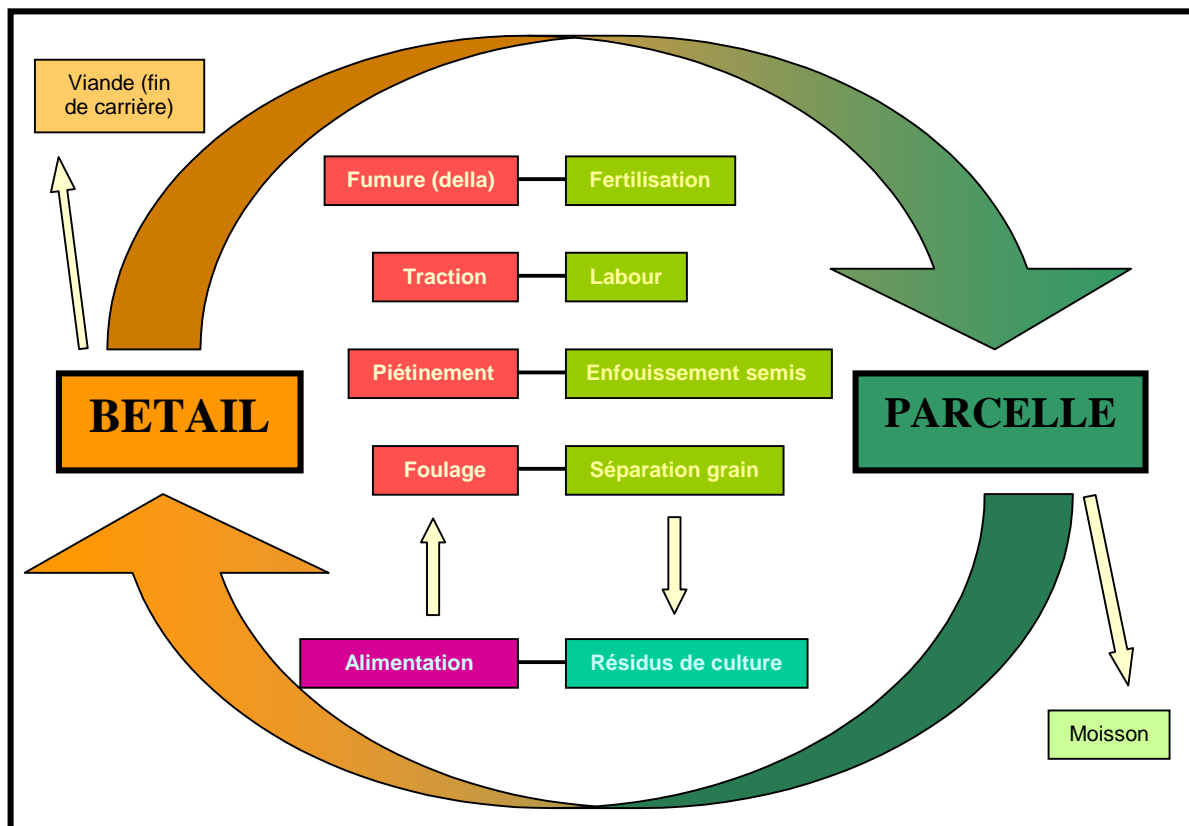 Viande (fin
de carrière)
Fumure (della)
Fertilisation
Traction
Labour
Piétinement
Enfouissement semis
BETAIL
PARCELLE
Foulage
Séparation grain
Alimentation
Résidus de culture
Moisson